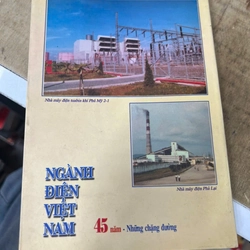 Nhà máy điện tuabin khí Phú Mỹ 2-1
Nhà máy điện Phả Lại
NGÀNH
ĐIỆN VIỆT
NAM
45 năm - Những chặng đường